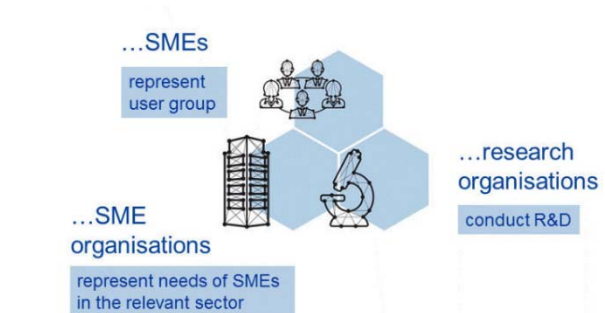 …SMEs
represent
user group
…research
organisations
conduct R&D
…SME
organisations
represent needs of SMEs
in the relevant sector